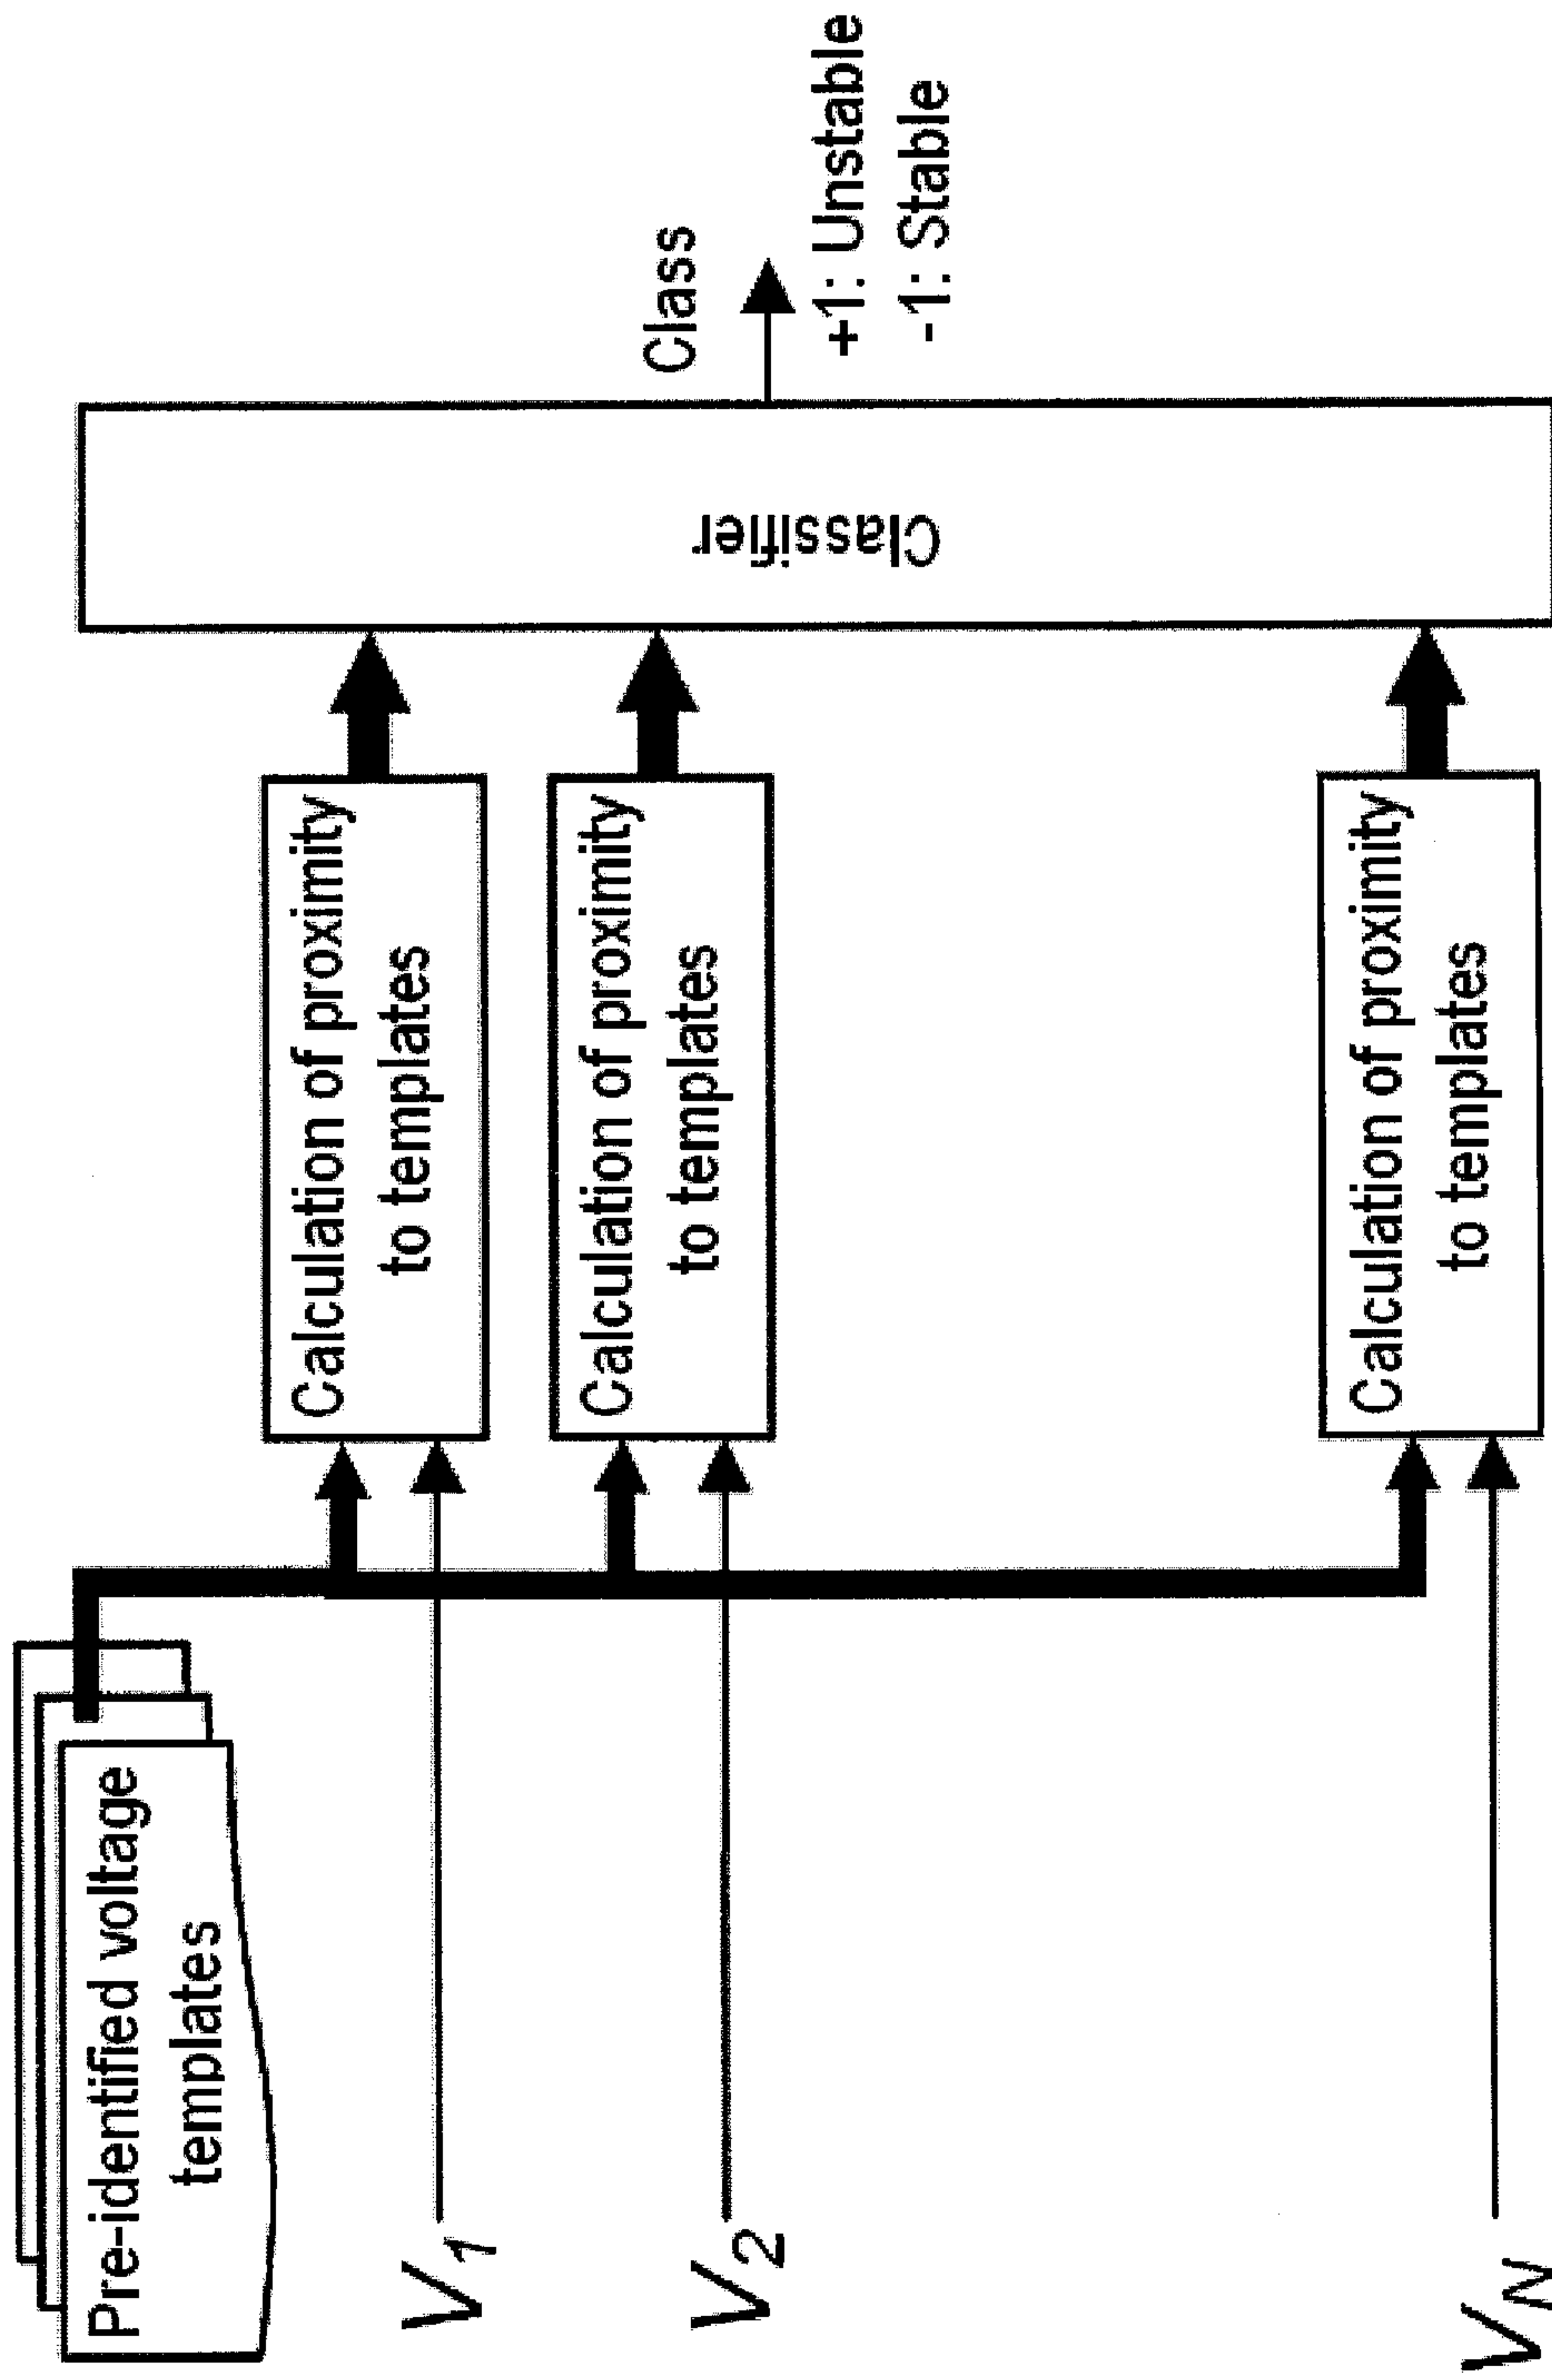 Pre-identified voltage
templates
V1
V2
VN
Calculation of proximity
to templates
Calculation of proximity
to templates
Calculation of proximity
to templates
Classifier
Class
+1: Unstable
-1: Stable